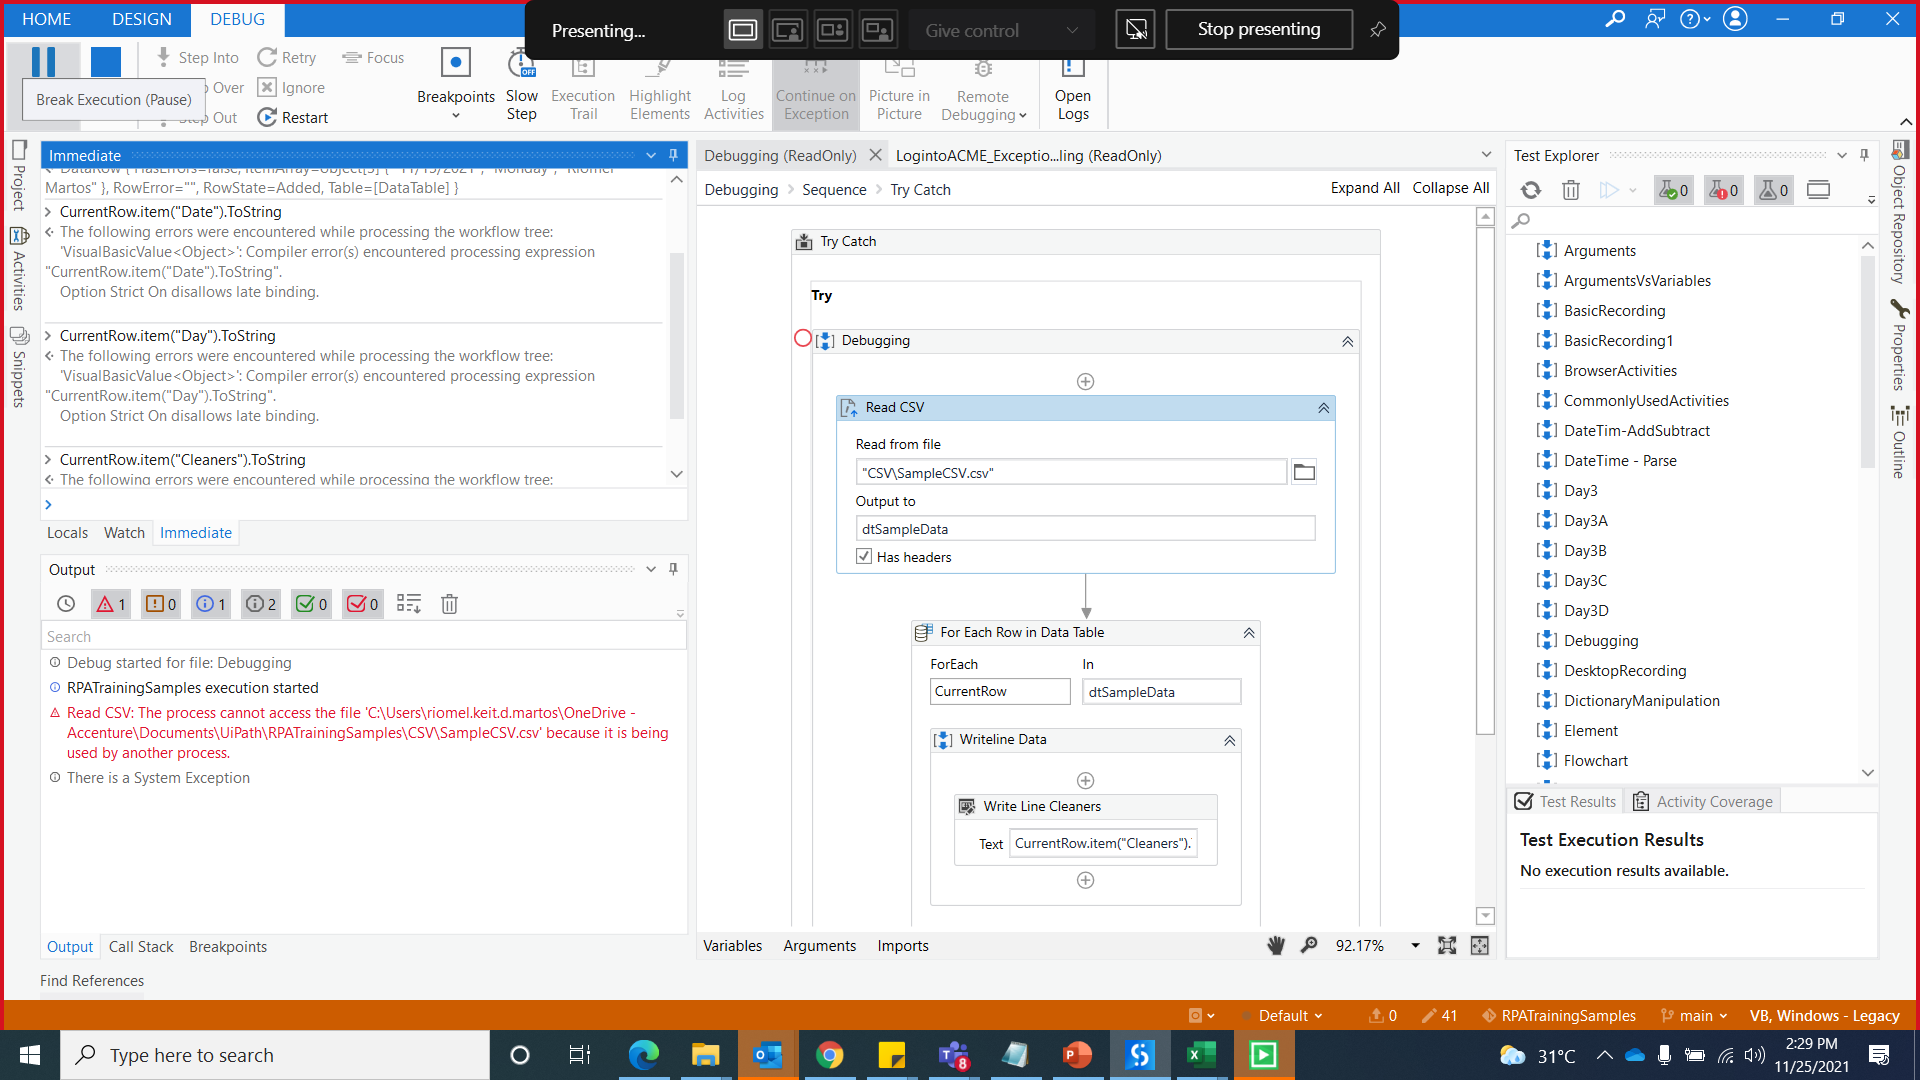 HOME DESIGN DEBUG
Presenting...
Give control
Stop presenting
Step Into
Retry
Focus
Over
Ignore
Break Execution (Pause)
Step Out
Restart
Breakpoints
Slow Step
OFF
Execution Trail
Highlight Elements
Log Activities
Continue on Exception
Picture in Picture
Remote Debugging
Open Logs
Project
Activities
Snippets
Immediate
DataRow { HasErrors=false, ItemArray=object[3] { "11/15/2021", "Monday", "Riomel
Martos" }, RowError="", RowState=Added, Table=[DataTable] }
CurrentRow.item("Date").ToString
The following errors were encountered while processing the workflow tree:
'VisualBasicValue<Object>': Compiler error(s) encountered processing expression
"CurrentRow.item("Date").ToString".
Option Strict On disallows late binding.
CurrentRow.item("Day").ToString
The following errors were encountered while processing the workflow tree:
'VisualBasicValue<Object>': Compiler error(s) encountered processing expression
"CurrentRow.item("Day").ToString".
Option Strict On disallows late binding.
CurrentRow.item("Cleaners").ToString
The following errors were encountered while processing the workflow tree:
Locals Watch Immediate
Output
1 0 1 2 0 0
Search
Debug started for file: Debugging
RPATrainingSamples execution started
Read CSV: The process cannot access the file 'C:\Users\riomel.keit.d.martos\OneDrive -
Accenture\Documents\UiPath\RPATrainingSamples\CSV\SampleCSV.csv' because it is being
used by another process.
There is a System Exception
Output Call Stack Breakpoints
Find References
Debugging (ReadOnly)
LogintoACME_Exceptio...ling (ReadOnly)
Debugging > Sequence > Try Catch
Expand All Collapse All
Try Catch
Try
Debugging
Read CSV
Read from file
"CSV\SampleCSV.csv"
Output to
dtSampleData
Has headers
For Each Row in Data Table
ForEach In
CurrentRow dtSampleData
Writeline Data
Write Line Cleaners
Text CurrentRow.item("Cleaners").
Variables Arguments Imports
92.17%
Test Explorer
0 0 0
Arguments
ArgumentsVsVariables
BasicRecording
BasicRecording1
BrowserActivities
CommonlyUsedActivities
DateTim-AddSubtract
DateTime - Parse
Day3
Day3A
Day3B
Day3C
Day3D
Debugging
DesktopRecording
DictionaryManipulation
Element
Flowchart
Test Results Activity Coverage
Test Execution Results
No execution results available.
Object Repository
Properties
Outline
Default 0 41 RPATrainingSamples main VB, Windows - Legacy
Type here to search
8
31°C
2:29 PM
11/25/2021